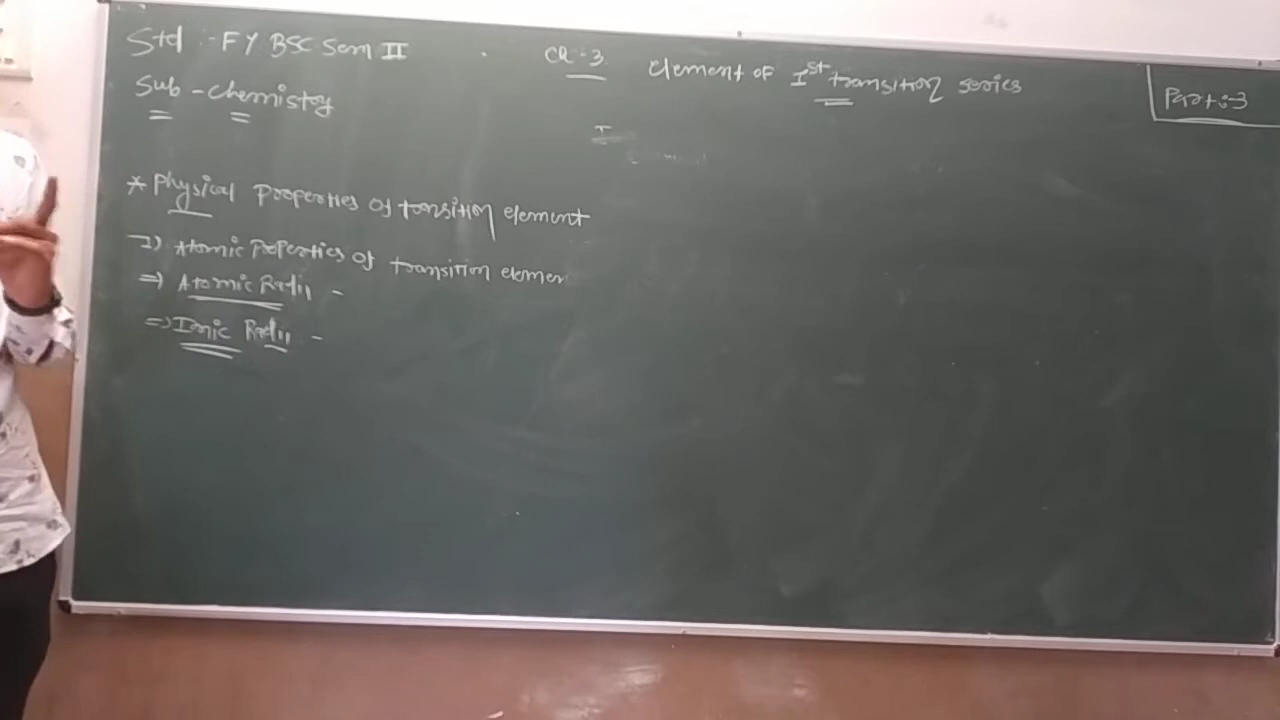 Std :- FY BSC Sem II
Ch :- 3
Element of Ist transition series
Part :- 3
Sub - chemistry
* Physical Properties of tansition element
1) Atomic Properties of transition elemen
⇒ Atomic Radii -
⇒ Ionic Radii -